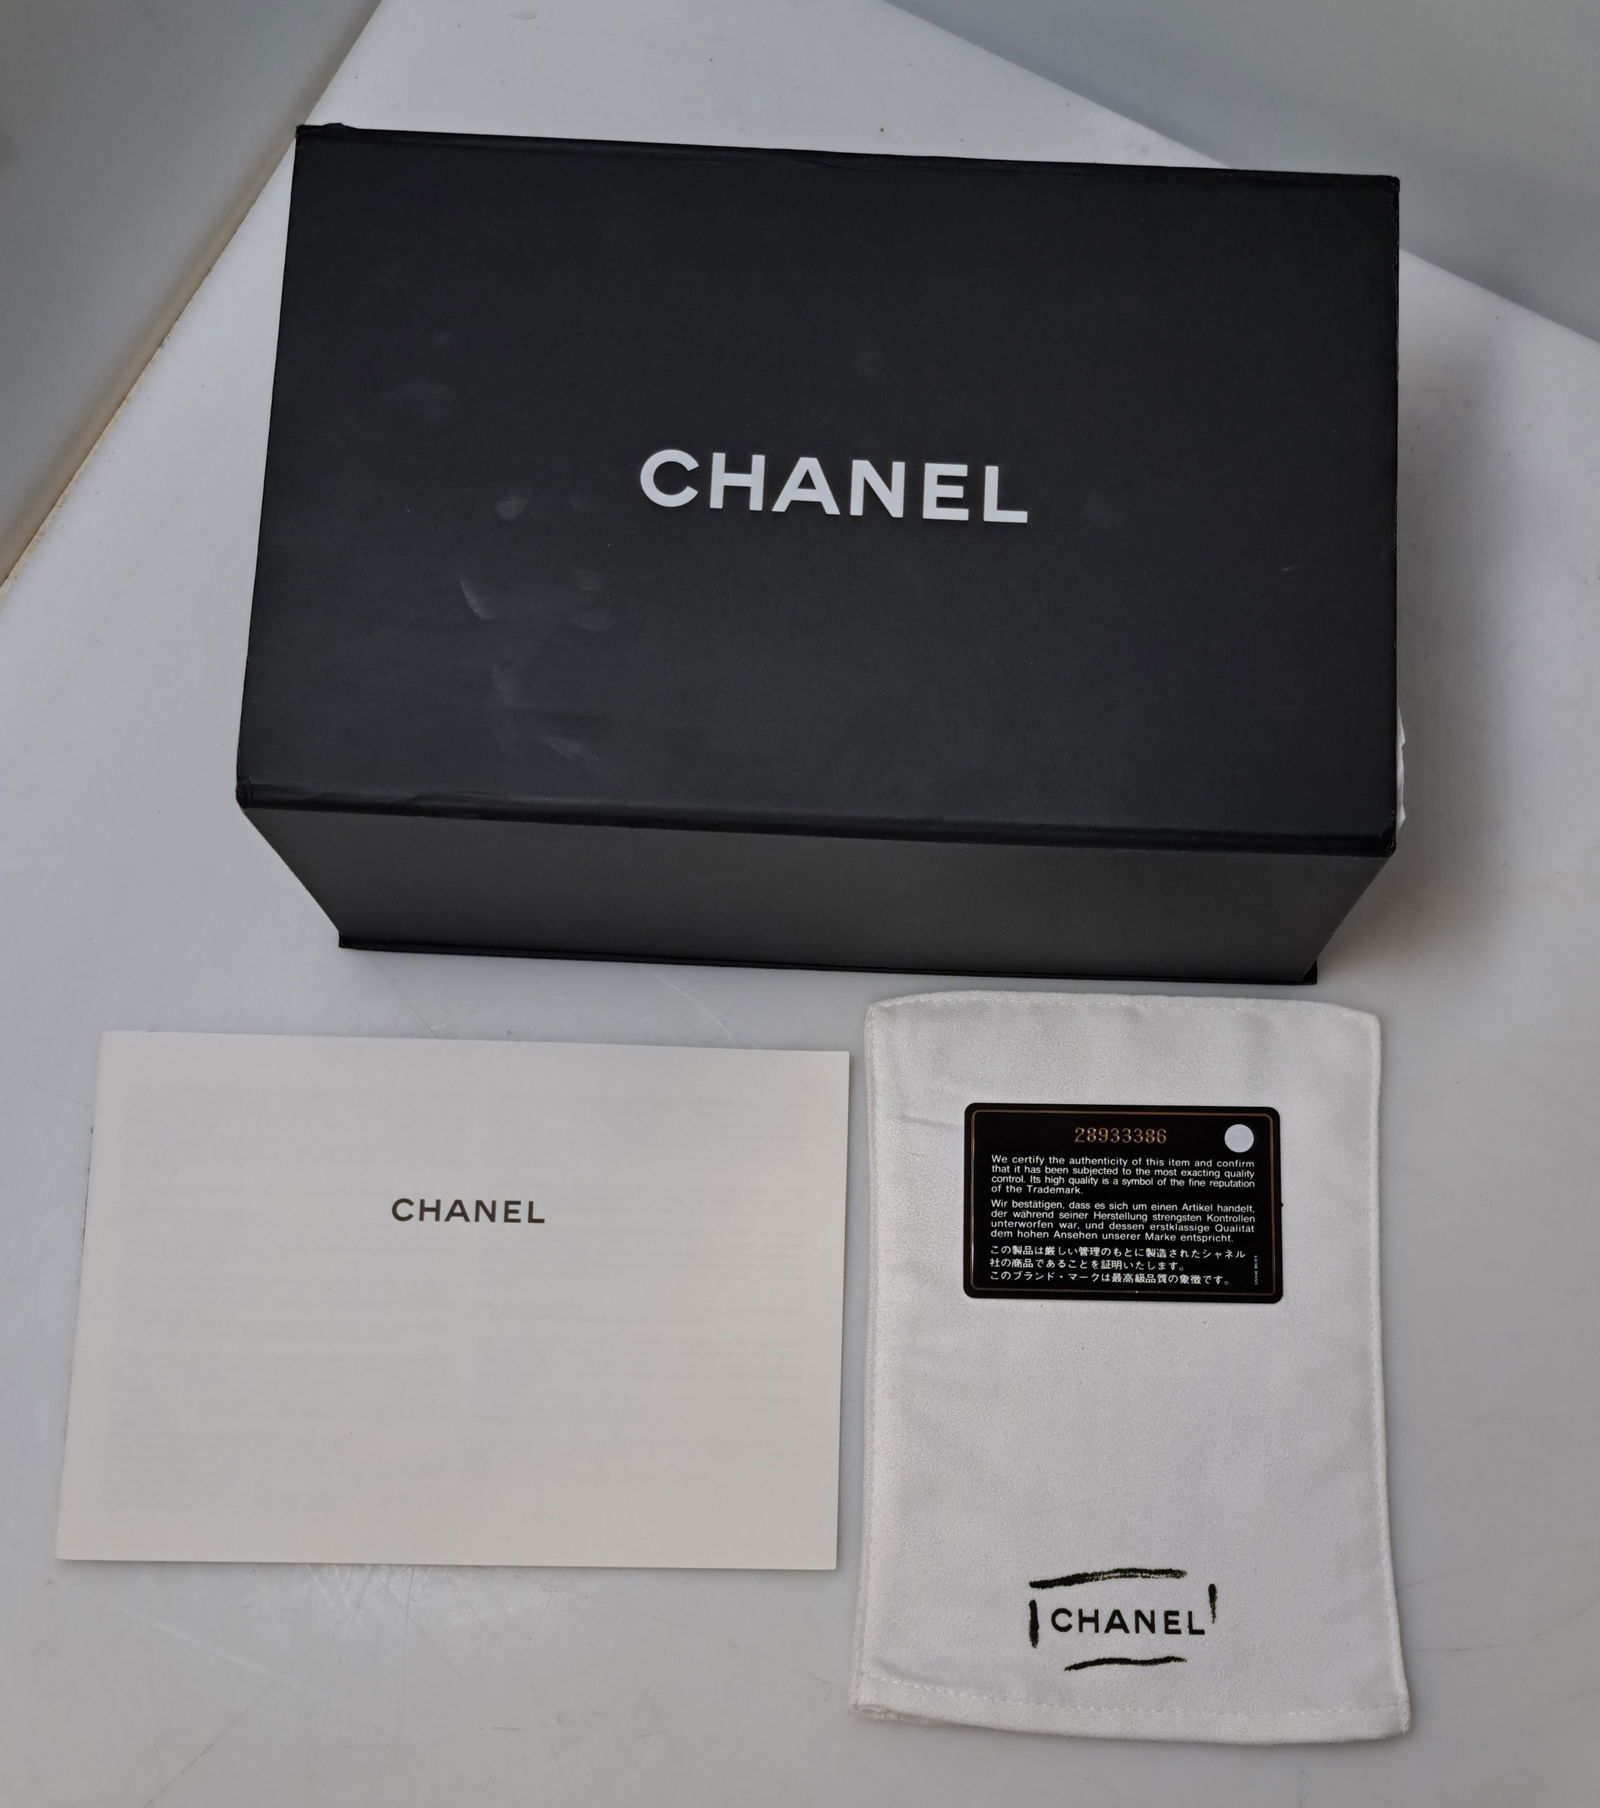 CHANEL
CHANEL
28933386
We certify the authenticity of this item and confirm
that it has been subjected to the most exacting quality
control. Its high quality is a symbol of the fine reputation
of the Trademark.
Wir bestätigen, dass es sich um einen Artikel handelt,
der während seiner Herstellung strengsten Kontrollen
unterworfen war, und dessen erstklassige Qualität
dem hohen Ansehen unserer Marke entspricht.
この製品は厳しい管理のもとに製造されたシャネル
社の商品であることを証明いたします。
このブランド・マークは最高級品質の象徴です。
CHANEL